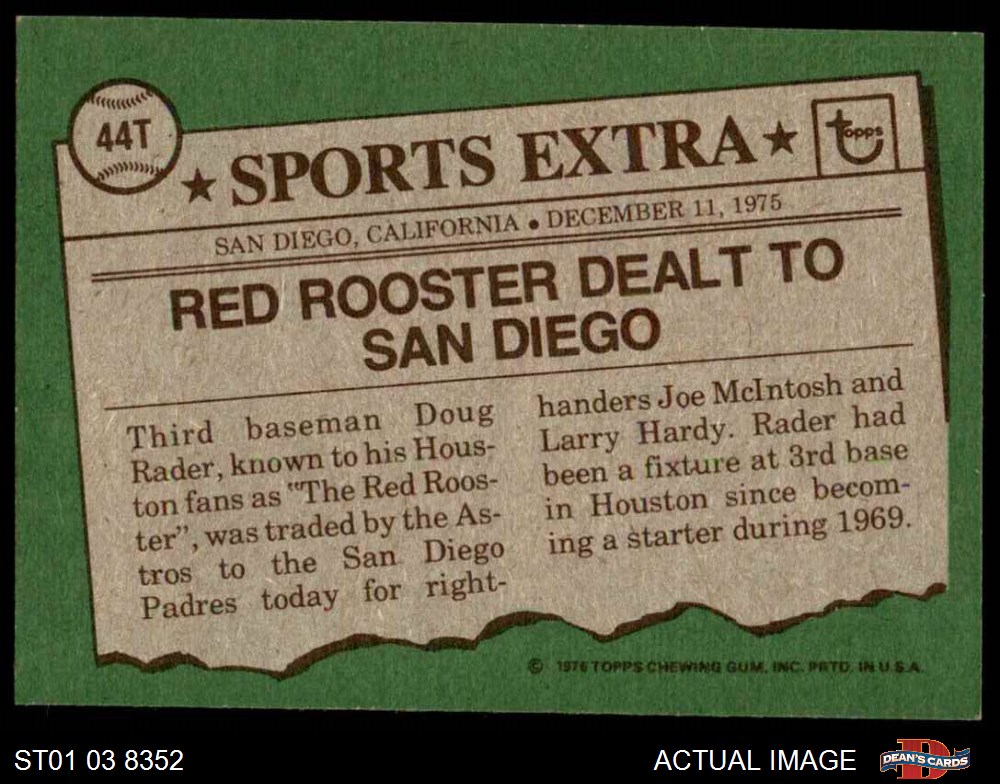 44T
★ SPORTS EXTRA ★
topps
SAN DIEGO, CALIFORNIA • DECEMBER 11, 1975
RED ROOSTER DEALT TO
SAN DIEGO
Third baseman Doug
Rader, known to his Hous-
ton fans as "The Red Roos-
ter", was traded by the As-
tros to the San Diego
Padres today for right-
handers Joe McIntosh and
Larry Hardy. Rader had
been a fixture at 3rd base
in Houston since becom-
ing a starter during 1969.
© 1976 TOPPS CHEWING GUM, INC. PRTD. IN U.S.A.
ST01 03 8352
ACTUAL IMAGE
DEAN'S CARDS